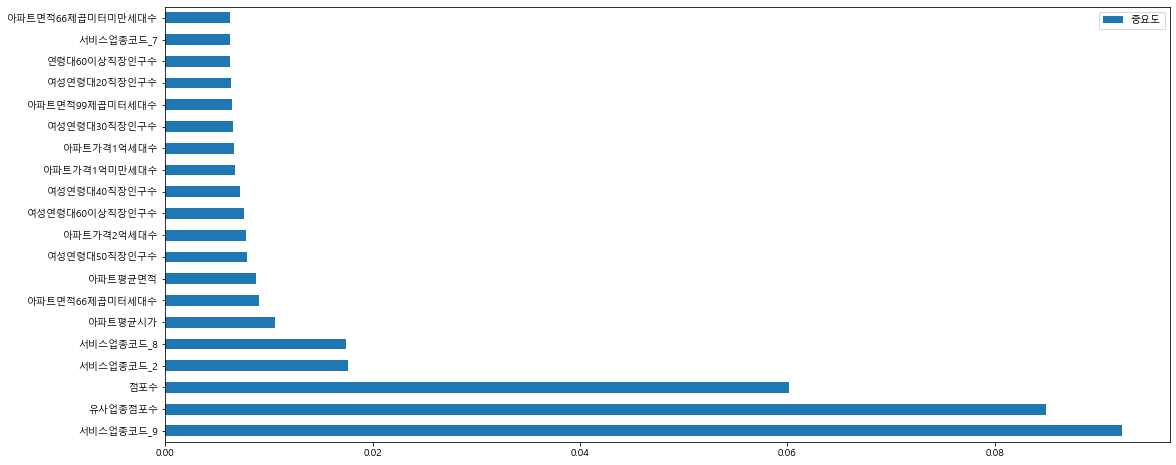 중요도
아파트면적66제곱미터미만세대수
서비스업종코드_7
연령대60이상직장인구수
여성연령대20직장인구수
아파트면적99제곱미터세대수
여성연령대30직장인구수
아파트가격1억세대수
아파트가격1억미만세대수
여성연령대40직장인구수
여성연령대60이상직장인구수
아파트가격2억세대수
여성연령대50직장인구수
아파트평균면적
아파트면적66제곱미터세대수
아파트평균시가
서비스업종코드_8
서비스업종코드_2
점포수
유사업종점포수
서비스업종코드_9
0.00 0.02 0.04 0.06 0.08